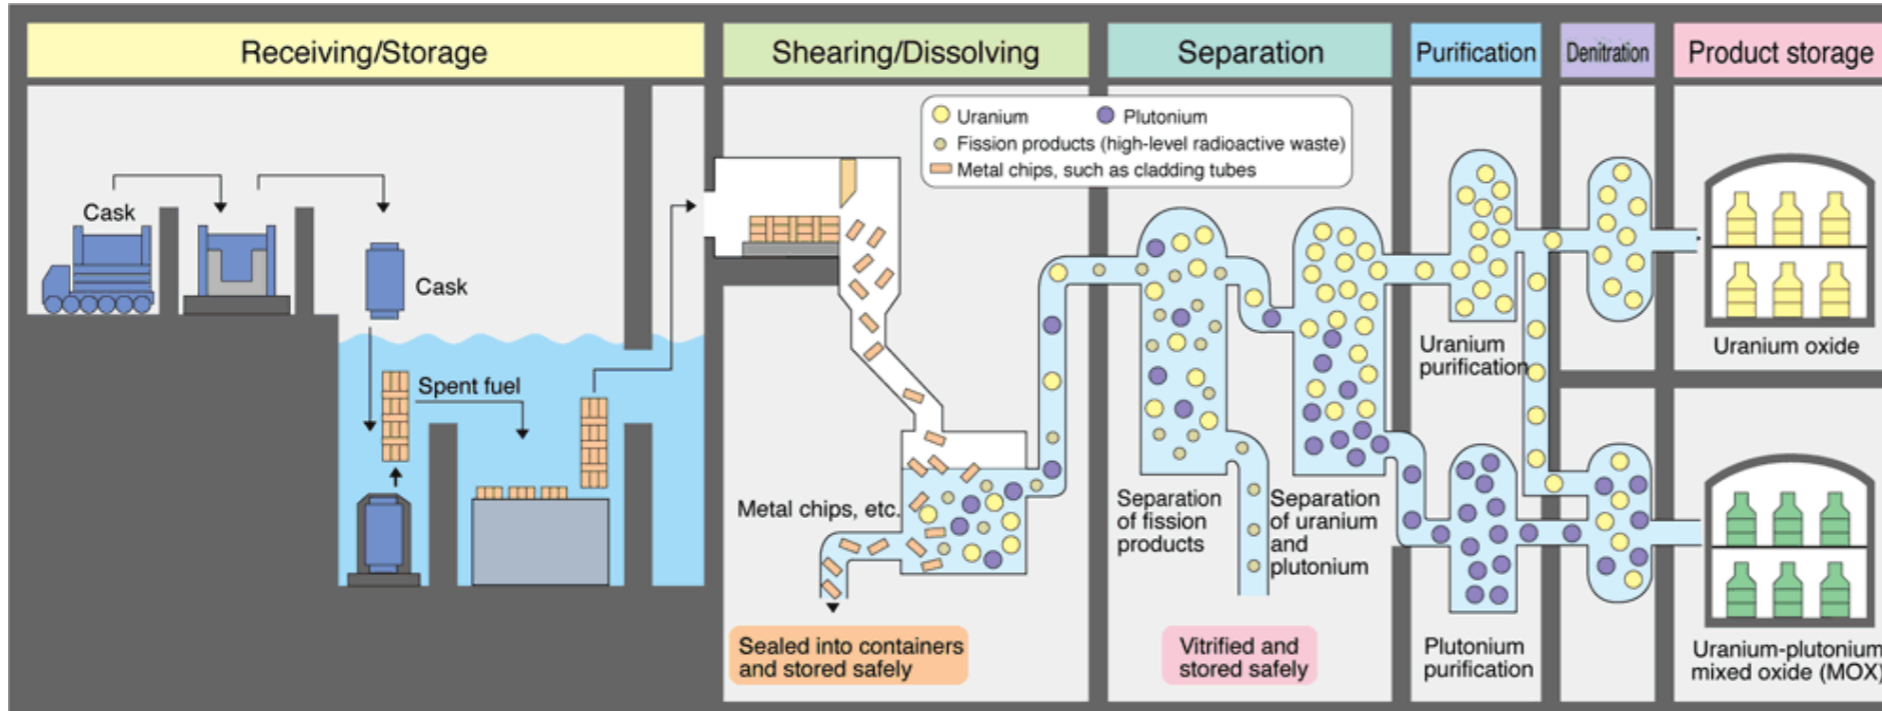 Receiving/Storage
Shearing/Dissolving
Separation
Purification
Denitration
Product storage
Uranium
Plutonium
Fission products (high-level radioactive waste)
Metal chips, such as cladding tubes
Cask
Cask
Spent fuel
Metal chips, etc.
Sealed into containers
and stored safely
Separation
of fission
products
Vitrified and
stored safely
Separation
of uranium
and
plutonium
Uranium
purification
Plutonium
purification
Uranium oxide
Uranium-plutonium
mixed oxide (MOX)